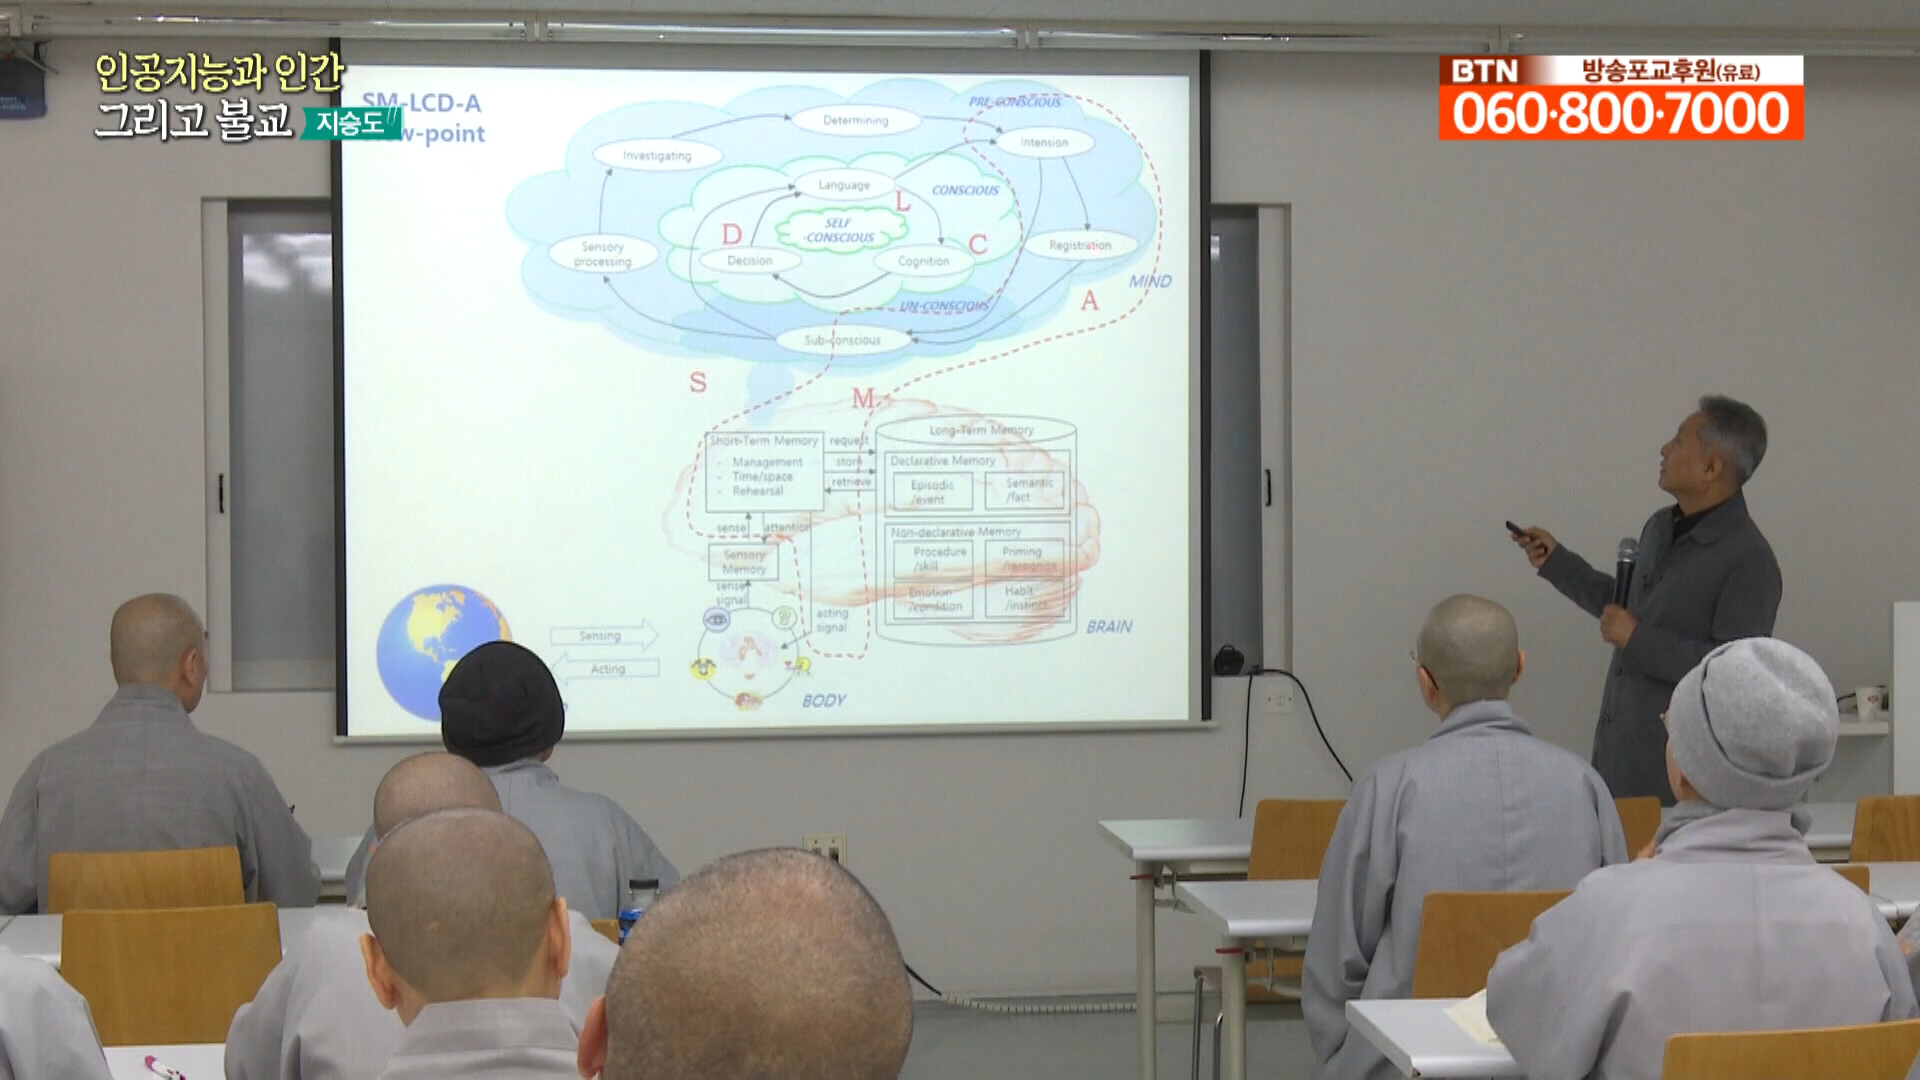 인공지능과 인간
그리고 불교 지승도
BTN 방송포교후원(유료)
060·800·7000
SM-LCD-A
w-point
PRE-CONSCIOUS
Determining
Intension
Investigating
Language
CONSCIOUS
L
SELF
-CONSCIOUS
D
C
Sensory
processing
Decision
Cognition
Registration
MIND
UN-CONSCIOUS
A
Sub-conscious
S
M
Short-Term Memory
- Management
- Time/space
- Rehearsal
request
store
retrieve
Long-Term Memory
Declarative Memory
Episodic
/event
Semantic
/fact
Non-declarative Memory
Procedure
/skill
Priming
/recognize
Emotion
/condition
Habit
/instinct
sense
attention
Sensory
Memory
sense
signal
acting
signal
BRAIN
Sensing
Acting
BODY